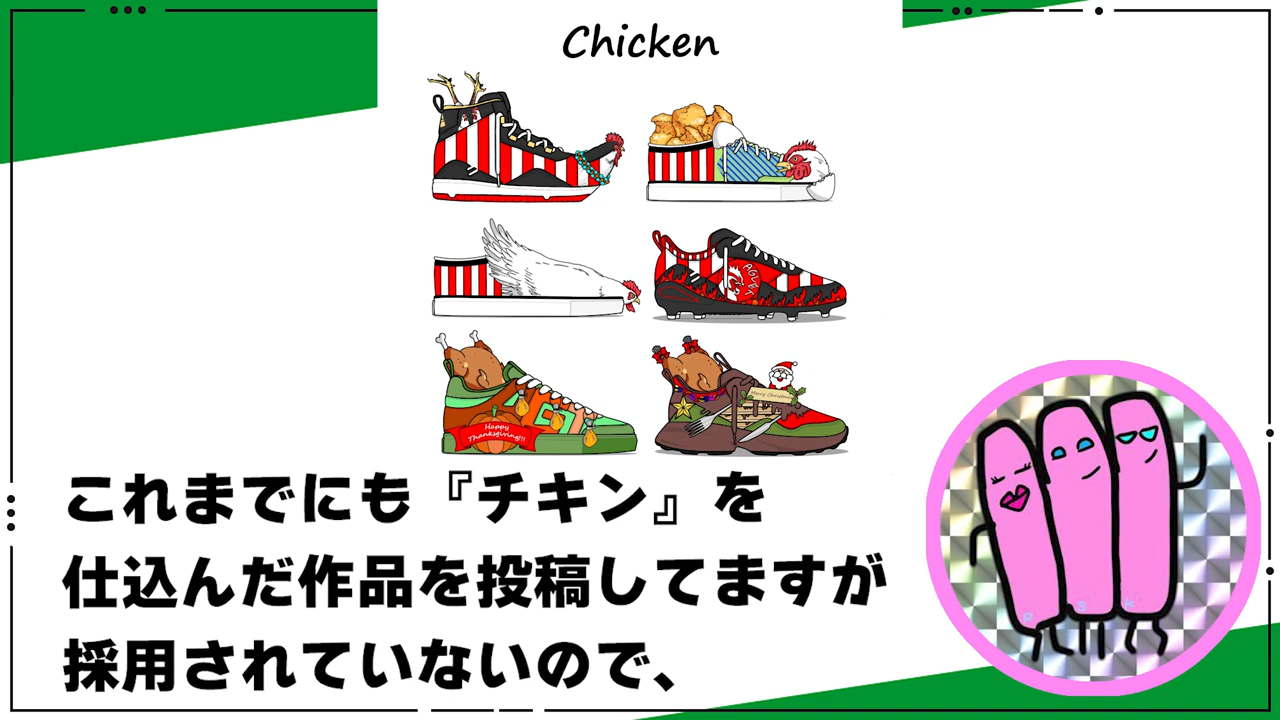 Chicken
Happy
Thanksgiving!!!
Merry Christmas
これまでにも『チキン』を
仕込んだ作品を投稿してますが
採用されていないので、
R S K